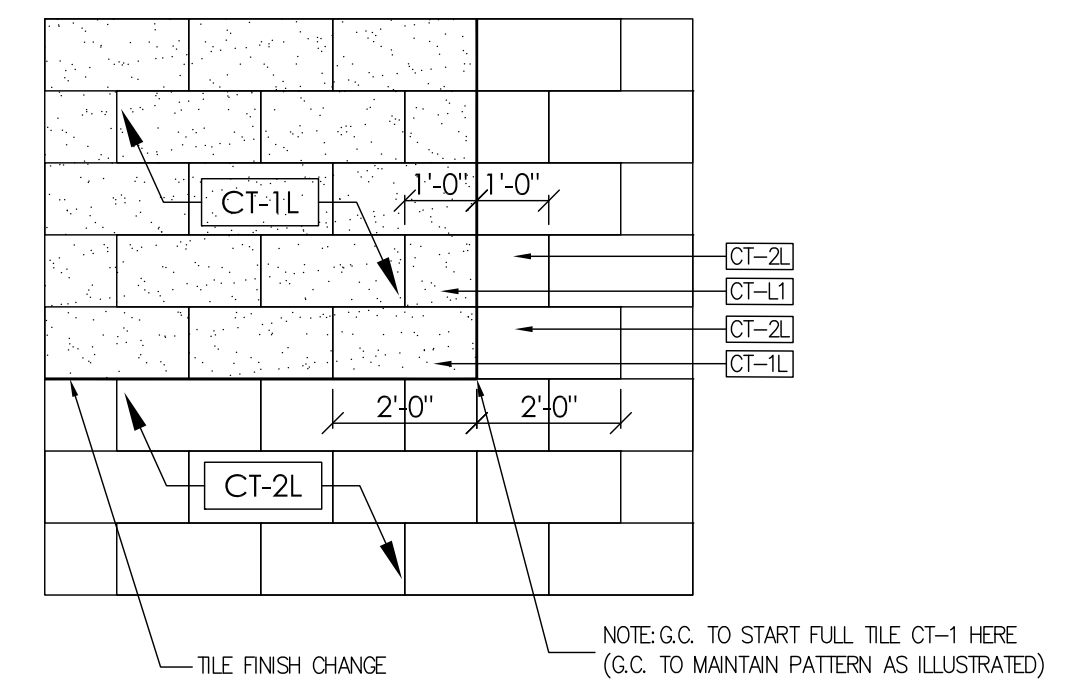 1'-0" 1'-0"
CT-1L
CT-2L
CT-L1
CT-2L
CT-1L
2'-0" 2'-0"
CT-2L
TILE FINISH CHANGE
NOTE: G.C. TO START FULL TILE CT-1 HERE
(G.C. TO MAINTAIN PATTERN AS ILLUSTRATED)